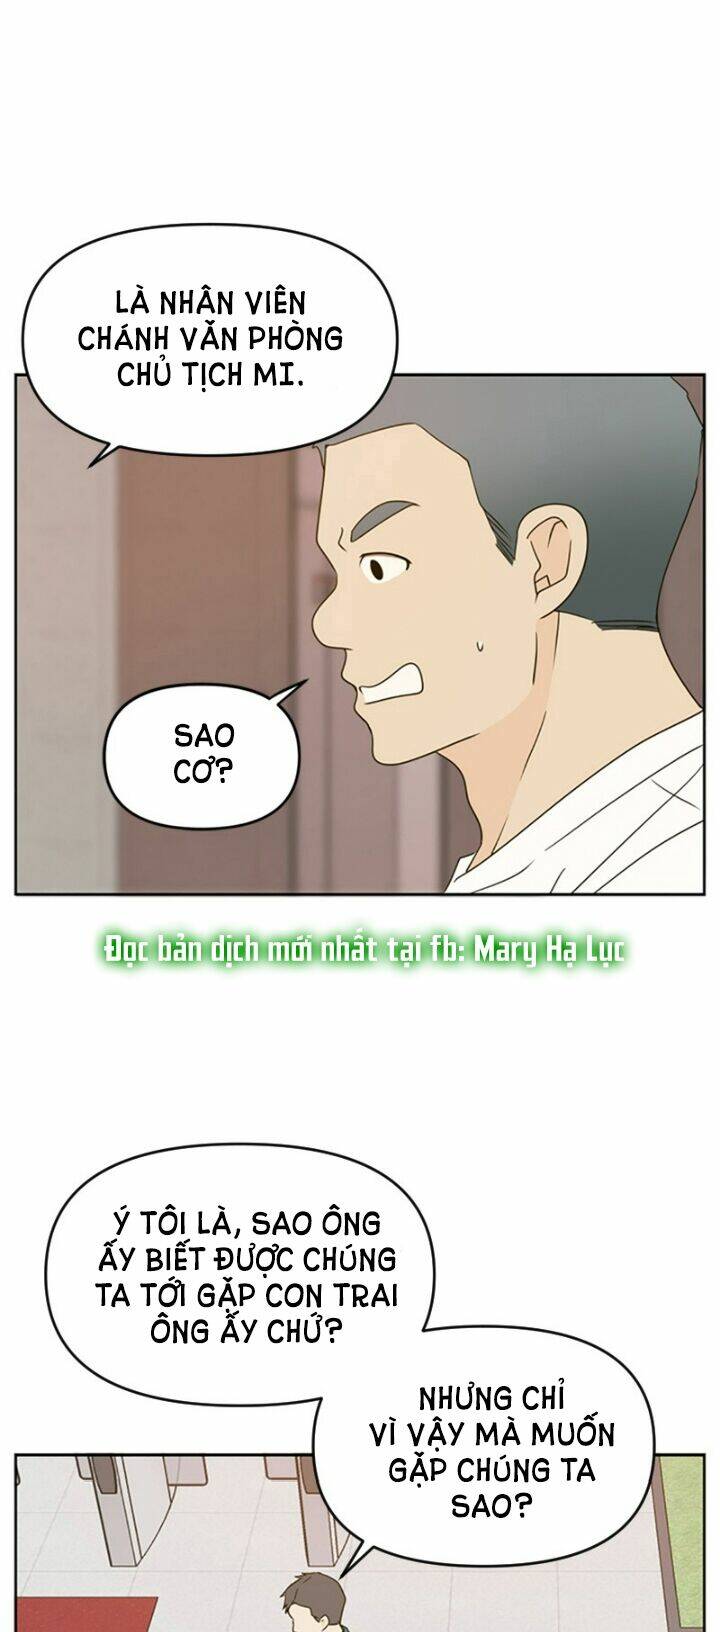 LÀ NHÂN VIÊN
CHÁNH VĂN PHÒNG
CHỦ TỊCH MI.
SAO
CƠ?
Đọc bản dịch mới nhất tại fb: Mary Hạ Lục
Ý TÔI LÀ, SAO ÔNG
ẤY BIẾT ĐƯỢC CHÚNG
TA TỚI GẶP CON TRAI
ÔNG ẤY CHỨ?
NHƯNG CHỈ
VÌ VẬY MÀ MUỐN
GẶP CHÚNG TA
SAO?